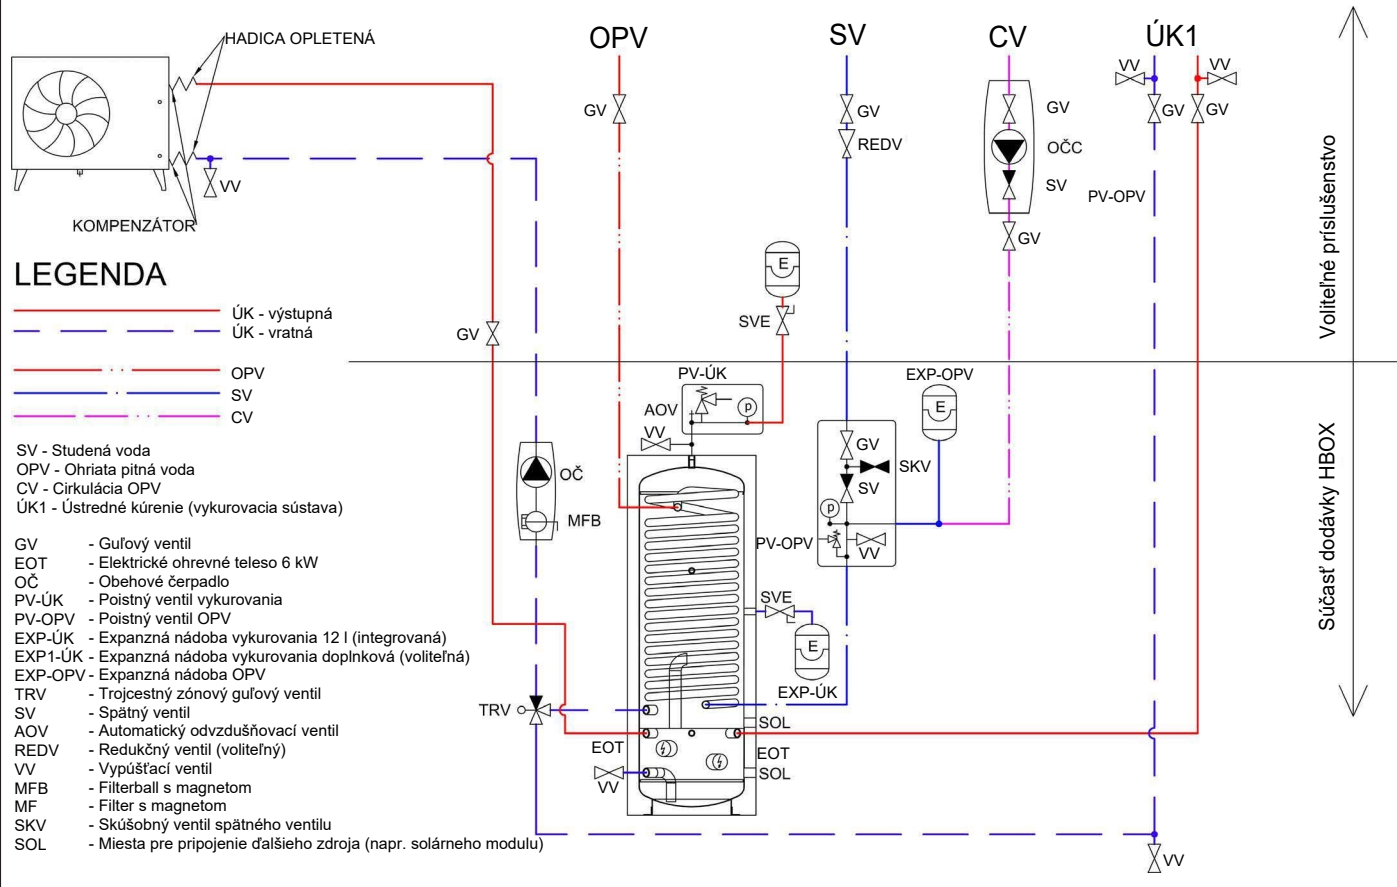 HADICA OPLETENÁ
OPV
SV
CV
ÚK1
VV
VV
GV
GV
GV
GV
GV
REDV
OČC
SV
PV-OPV
GV
VV
KOMPENZÁTOR
Voliteľné príslušenstvo
LEGENDA
ÚK - výstupná
ÚK - vratná
OPV
SV
CV
E
SVE
GV
PV-ÚK
EXP-OPV
E
AOV
p
VV
GV
SKV
SV
OČ
MFB
p
PV-OPV
VV
Súčasť dodávky HBOX
SV - Studená voda
OPV - Ohriata pitná voda
CV - Cirkulácia OPV
ÚK1 - Ústredné kúrenie (vykurovacia sústava)
GV - Guľový ventil
EOT - Elektrické ohrevné teleso 6 kW
OČ - Obehové čerpadlo
PV-ÚK - Poistný ventil vykurovania
PV-OPV - Poistný ventil OPV
EXP-ÚK - Expanzná nádoba vykurovania 12 l (integrovaná)
EXP1-ÚK - Expanzná nádoba vykurovania doplnková (voliteľná)
EXP-OPV - Expanzná nádoba OPV
TRV - Trojcestný zónový guľový ventil
SV - Spätný ventil
AOV - Automatický odvzdušňovací ventil
REDV - Redukčný ventil (voliteľný)
VV - Vypúšťací ventil
MFB - Filterball s magnetom
MF - Filter s magnetom
SKV - Skúšobný ventil spätného ventilu
SOL - Miesta pre pripojenie ďalšieho zdroja (napr. solárneho modulu)
SVE
E
EXP-ÚK
TRV
SOL
EOT
EOT
SOL
VV
VV